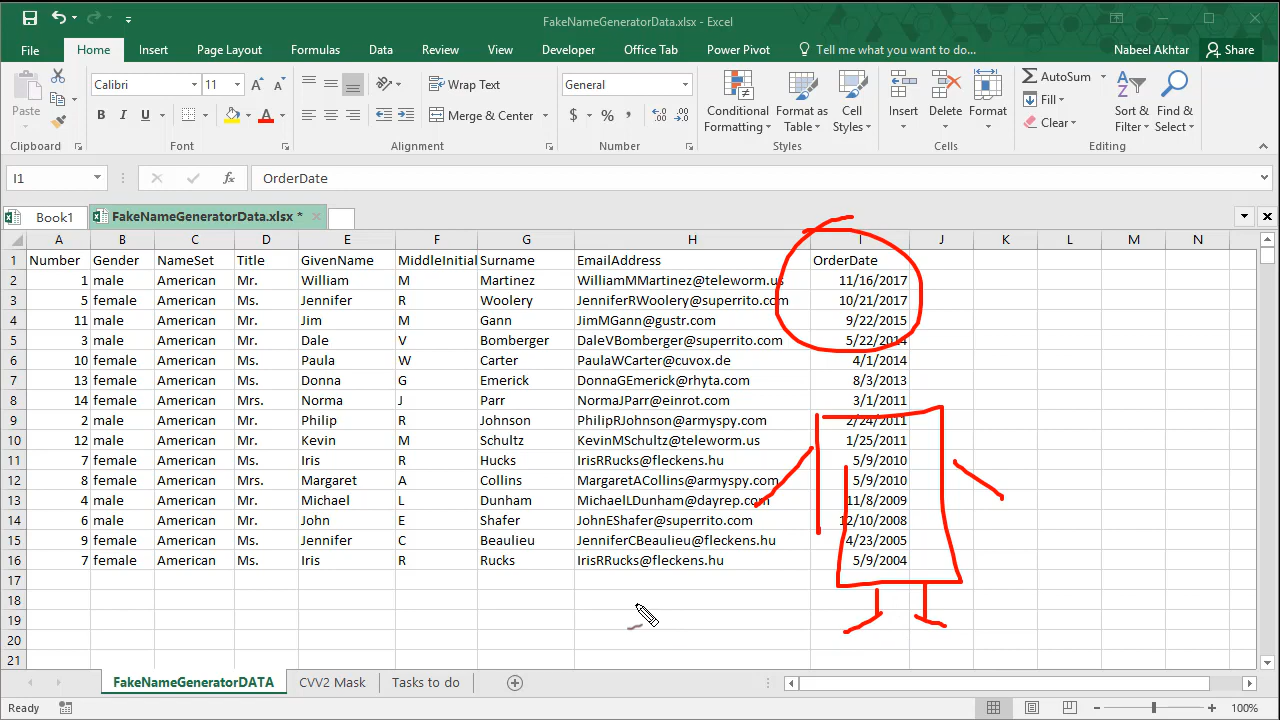 FakeNameGeneratorData.xlsx - Excel
File Home Insert Page Layout Formulas Data Review View Developer Office Tab Power Pivot Tell me what you want to do... Nabeel Akhtar Share
Paste
Calibri 11
B I U A
Wrap Text
Merge & Center
General
$ % ,
Conditional Formatting
Format as Table
Cell Styles
Insert Delete Format
AutoSum
Fill
Clear
Sort & Filter
Find & Select
Clipboard Font Alignment Number Styles Cells Editing
I1 fx OrderDate
Book1 FakeNameGeneratorData.xlsx *
A B C D E F G H I J K L M N
1 Number Gender NameSet Title GivenName MiddleInitial Surname EmailAddress OrderDate
2 1 male American Mr. William M Martinez WilliamMMartinez@teleworm.us 11/16/2017
3 5 female American Ms. Jennifer R Woolery JenniferRWoolery@superrito.com 10/21/2017
4 11 male American Mr. Jim M Gann JimMGann@gustr.com 9/22/2015
5 3 male American Mr. Dale V Bomberger DaleVBomberger@superrito.com 5/22/2014
6 10 female American Ms. Paula W Carter PaulaWCarter@cuvox.de 4/1/2014
7 13 female American Ms. Donna G Emerick DonnaGEmerick@rhyta.com 8/3/2013
8 14 female American Mrs. Norma J Parr NormaJParr@einrot.com 3/1/2011
9 2 male American Mr. Philip R Johnson PhilipRJohnson@armyspy.com 2/24/2011
10 12 male American Mr. Kevin M Schultz KevinMSchultz@teleworm.us 1/25/2011
11 7 female American Ms. Iris R Hucks IrisRRucks@fleckens.hu 5/9/2010
12 8 female American Mrs. Margaret A Collins MargaretACollins@armyspy.com 5/9/2010
13 4 male American Mr. Michael L Dunham MichaelLDunham@dayrep.com 11/8/2009
14 6 male American Mr. John E Shafer JohnEShafer@superrito.com 12/10/2008
15 9 female American Ms. Jennifer C Beaulieu JenniferCBeaulieu@fleckens.hu 4/23/2005
16 7 female American Ms. Iris R Rucks IrisRRucks@fleckens.hu 5/9/2004
17
18
19
20
21
FakeNameGeneratorDATA CVV2 Mask Tasks to do
Ready 100%